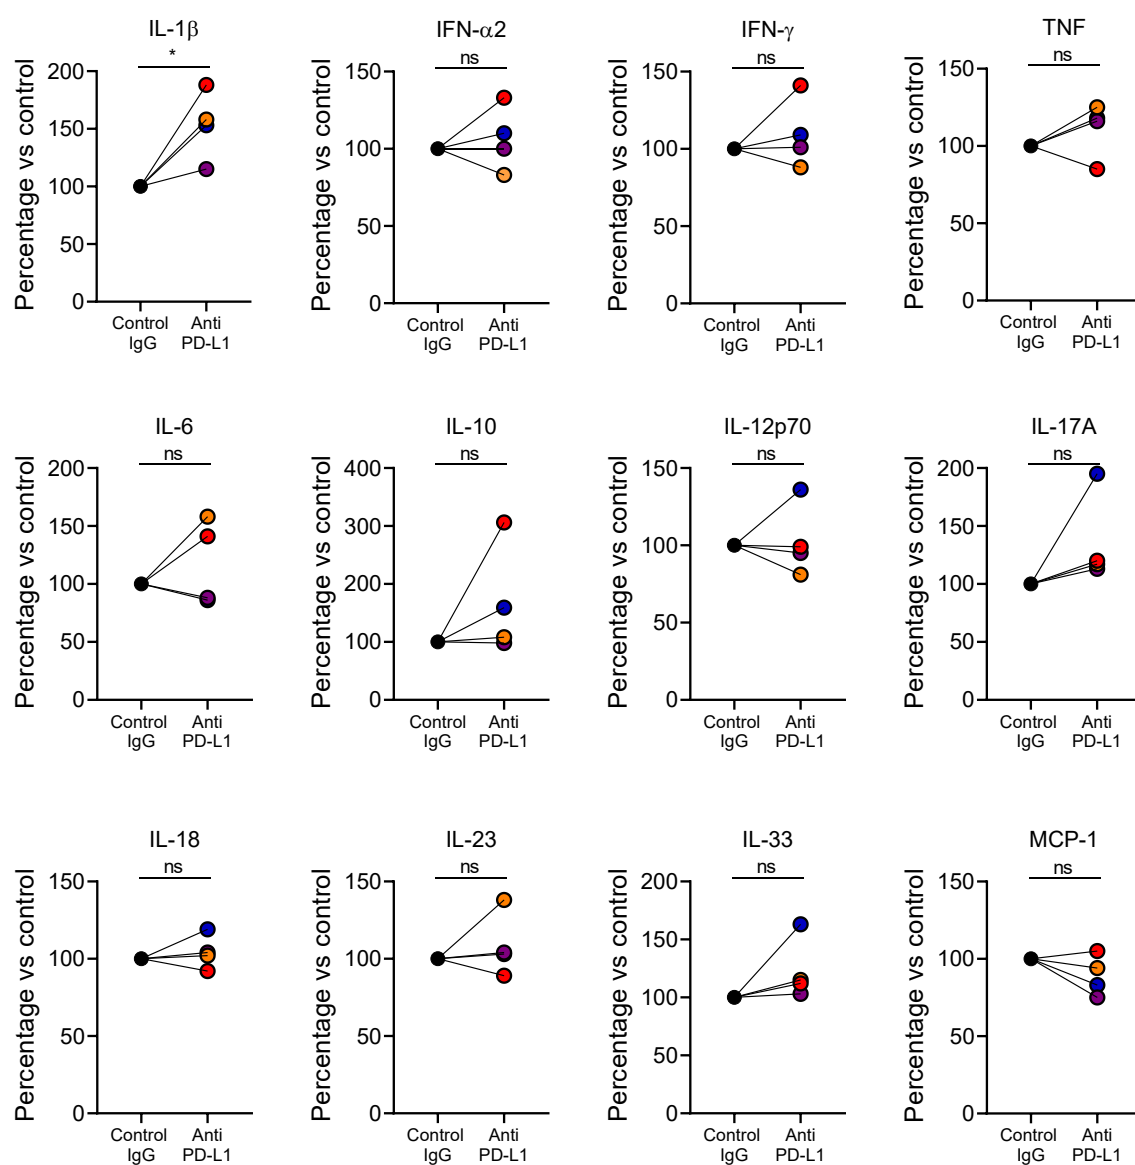 IL-1β
*
Percentage vs control
200
150
100
50
0
Control IgG
Anti PD-L1
IFN-α2
ns
Percentage vs control
150
100
50
0
Control IgG
Anti PD-L1
IFN-γ
ns
Percentage vs control
150
100
50
0
Control IgG
Anti PD-L1
TNF
ns
Percentage vs control
150
100
50
0
Control IgG
Anti PD-L1
IL-6
ns
Percentage vs control
200
150
100
50
0
Control IgG
Anti PD-L1
IL-10
ns
Percentage vs control
400
300
200
100
0
Control IgG
Anti PD-L1
IL-12p70
ns
Percentage vs control
150
100
50
0
Control IgG
Anti PD-L1
IL-17A
ns
Percentage vs control
200
150
100
50
0
Control IgG
Anti PD-L1
IL-18
ns
Percentage vs control
150
100
50
0
Control IgG
Anti PD-L1
IL-23
ns
Percentage vs control
150
100
50
0
Control IgG
Anti PD-L1
IL-33
ns
Percentage vs control
200
150
100
50
0
Control IgG
Anti PD-L1
MCP-1
ns
Percentage vs control
150
100
50
0
Control IgG
Anti PD-L1